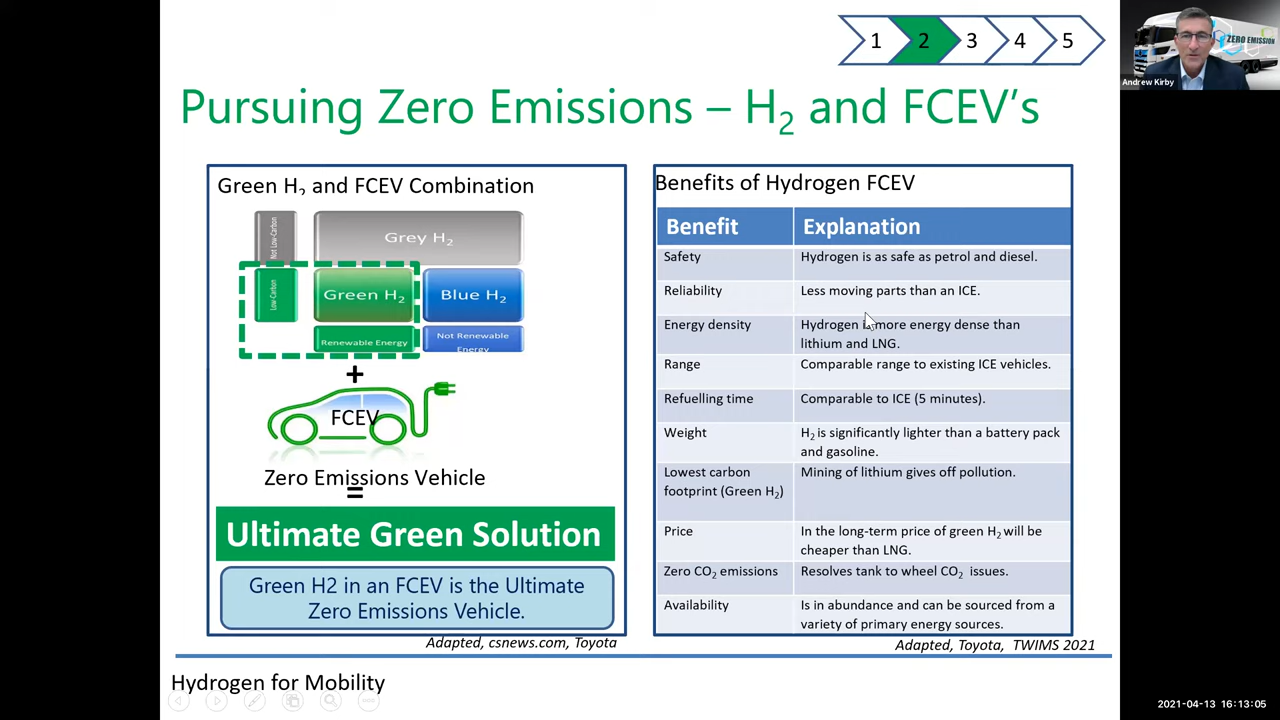 1 2 3 4 5
ZERO EMISSION
Andrew Kirby
Pursuing Zero Emissions – H₂ and FCEV's
Green H₂ and FCEV Combination
Not Low-Carbon
Grey H₂
Low-Carbon
Green H₂
Blue H₂
Renewable Energy
Not Renewable
Energy
+
FCEV
Zero Emissions Vehicle
=
Ultimate Green Solution
Green H2 in an FCEV is the Ultimate
Zero Emissions Vehicle.
Adapted, csnews.com, Toyota
Benefits of Hydrogen FCEV
Benefit Explanation
Safety Hydrogen is as safe as petrol and diesel.
Reliability Less moving parts than an ICE.
Energy density Hydrogen is more energy dense than
lithium and LNG.
Range Comparable range to existing ICE vehicles.
Refuelling time Comparable to ICE (5 minutes).
Weight H₂ is significantly lighter than a battery pack
and gasoline.
Lowest carbon Mining of lithium gives off pollution.
footprint (Green H₂)
Price In the long-term price of green H₂ will be
cheaper than LNG.
Zero CO₂ emissions Resolves tank to wheel CO₂ issues.
Availability Is in abundance and can be sourced from a
variety of primary energy sources.
Adapted, Toyota, TWIMS 2021
Hydrogen for Mobility
2021-04-13 16:13:05